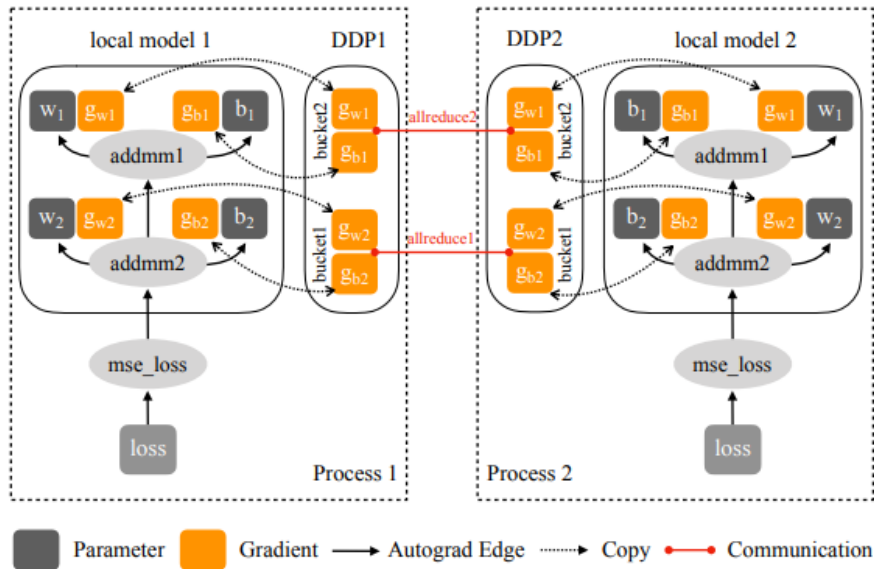 local model 1
DDP1
DDP2
local model 2
w1 gw1 gb1 b1
addmm1
w2 gw2 gb2 b2
addmm2
mse_loss
loss
bucket2
gw1
gb1
bucket1
gw2
gb2
Process 1
allreduce2
allreduce1
gw1
gb1
bucket2
gw2
gb2
bucket1
b1 gb1 gw1 w1
addmm1
b2 gb2 gw2 w2
addmm2
mse_loss
loss
Process 2
Parameter
Gradient
Autograd Edge
Copy
Communication